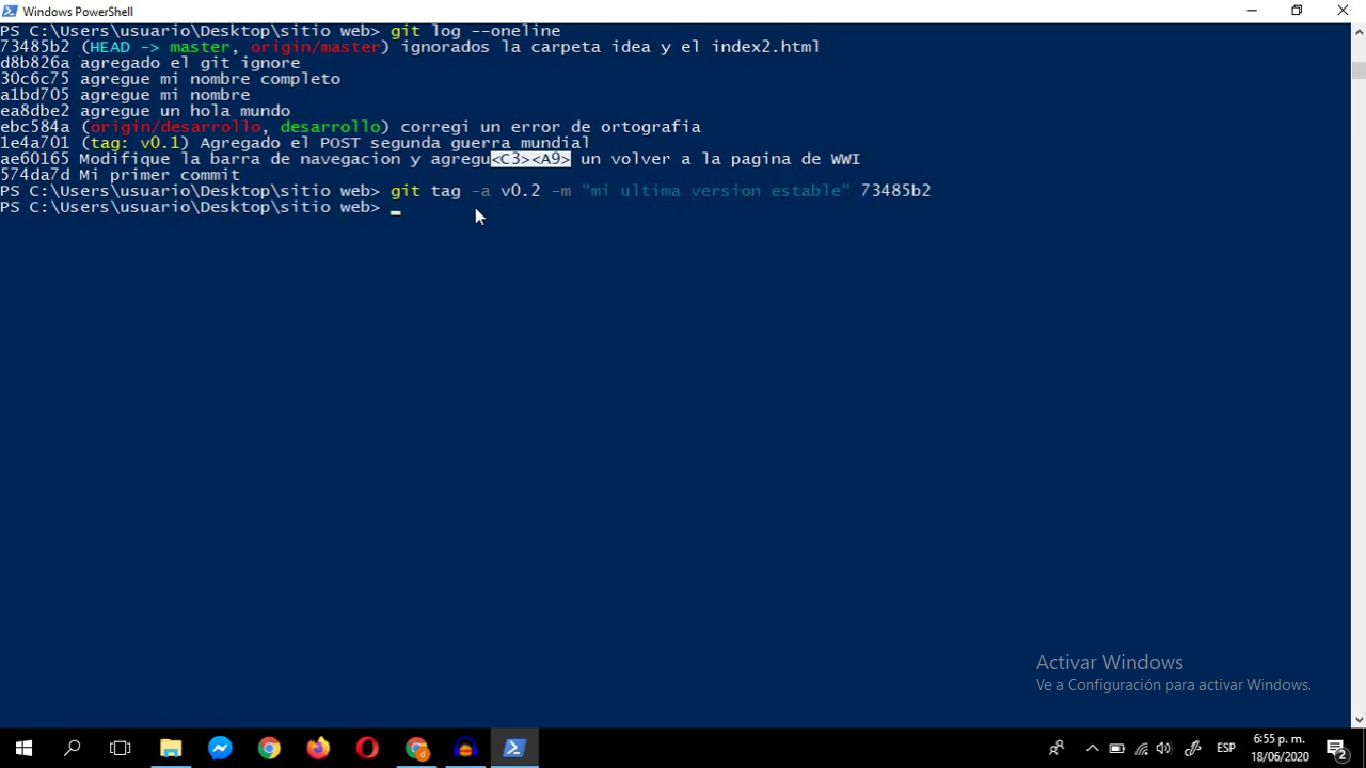 Windows PowerShell
PS C:\Users\usuario\Desktop\sitio web> git log --oneline
73485b2 (HEAD -> master, origin/master) ignorados la carpeta idea y el index2.html
d8b826a agregado el git ignore
30c6c75 agregue mi nombre completo
a1bd705 agregue mi nombre
ea8dbe2 agregue un hola mundo
ebc584a (origin/desarrollo, desarrollo) corregi un error de ortografia
1e4a701 (tag: v0.1) Agregado el POST segunda guerra mundial
ae60165 Modifique la barra de navegacion y agregu<C3><A9> un volver a la pagina de WWI
574da7d Mi primer commit
PS C:\Users\usuario\Desktop\sitio web> git tag -a v0.2 -m "mi ultima version estable" 73485b2
PS C:\Users\usuario\Desktop\sitio web>
Activar Windows
Ve a Configuración para activar Windows.
ESP
6:55 p. m.
18/06/2020
2